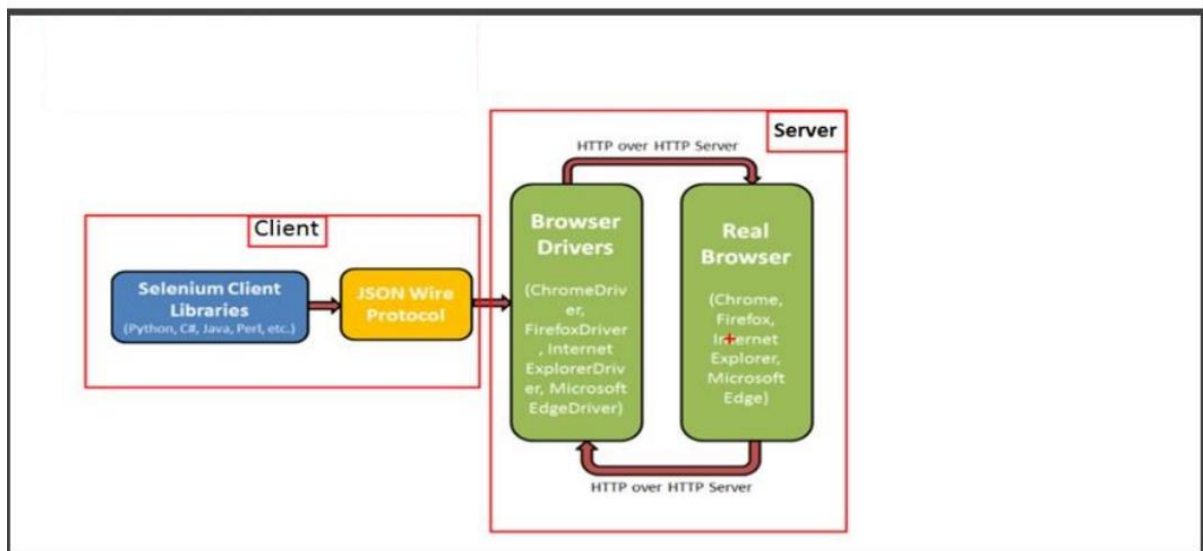 Server
HTTP over HTTP Server
Client
Selenium Client
Libraries
(Python, C#, Java, Perl, etc.)
JSON Wire
Protocol
Browser
Drivers
(ChromeDriv
er,
FirefoxDriver
, Internet
ExplorerDriv
er, Microsoft
EdgeDriver)
Real
Browser
(Chrome,
Firefox,
Internet
Explorer,
Microsoft
Edge)
HTTP over HTTP Server